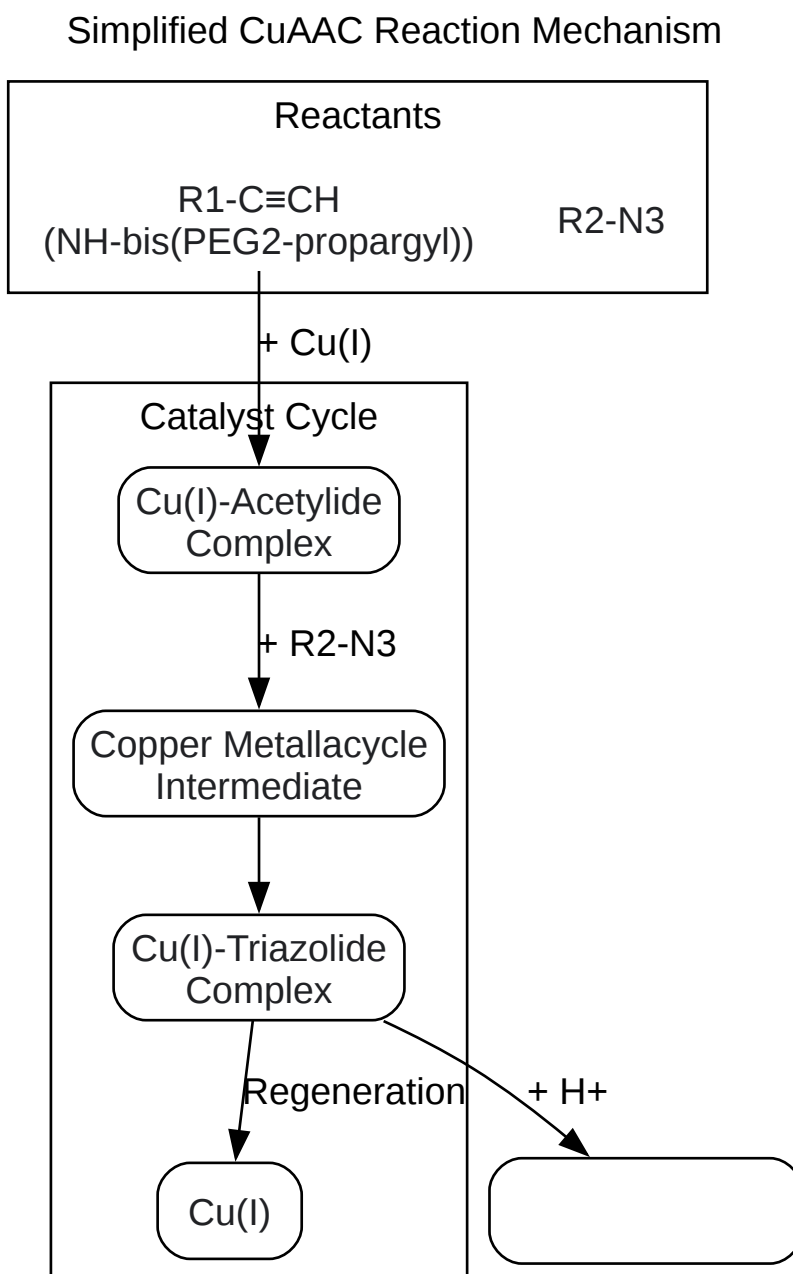 Simplified CuAAC Reaction Mechanism
Reactants
R1-C≡CH
(NH-bis(PEG2-propargyl))
R2-N3
+ Cu(I)
Catalyst Cycle
Cu(I)-Acetylide
Complex
+ R2-N3
Copper Metallacycle
Intermediate
Cu(I)-Triazolide
Complex
Regeneration
+ H+
Cu(I)